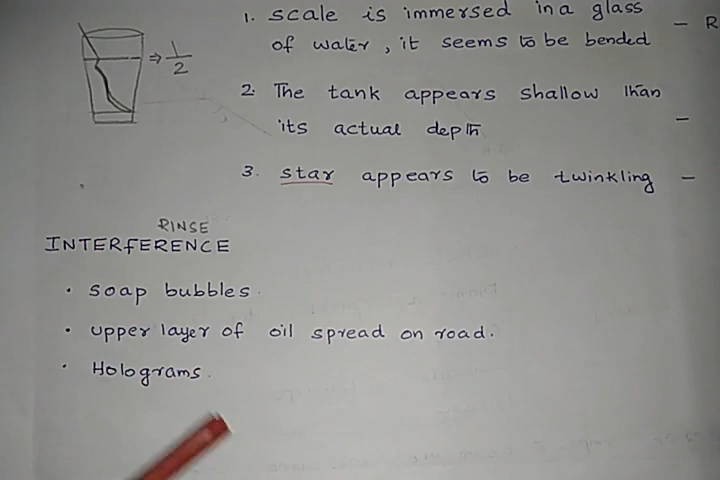 1. scale is immersed in a glass
of water, it seems to be bended – R
⇒ 1/2
2. The tank appears shallow than
its actual depth –
3. star appears to be twinkling –
RINSE
INTERFERENCE
• soap bubbles.
• upper layer of oil spread on road.
• Holograms.